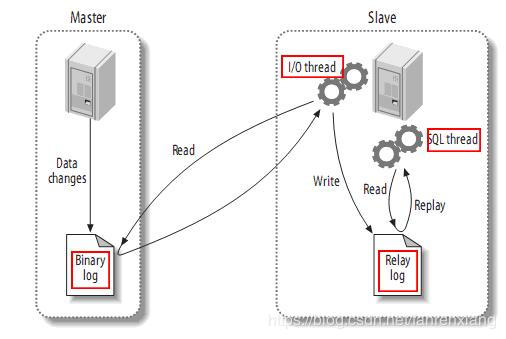 Master
Slave
I/O thread
SQL thread
Read
Data
changes
Write
Read
Replay
Binary
log
Relay
log
https://blog.csdn.net/fanrenxiang